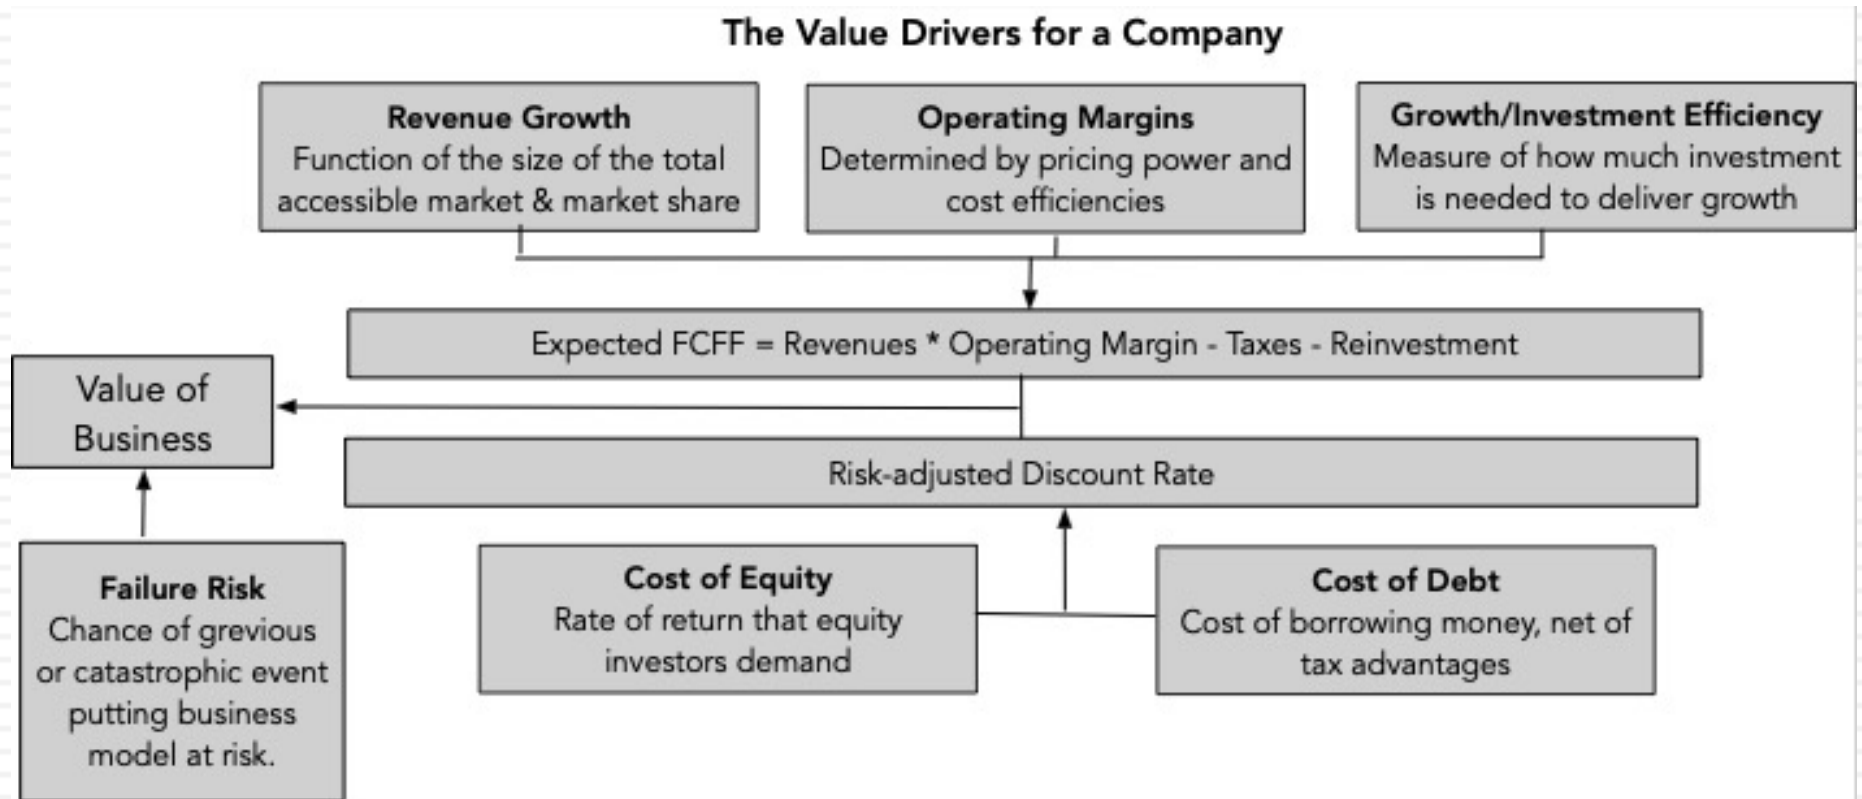 The Value Drivers for a Company
Revenue Growth
Function of the size of the total
accessible market & market share
Operating Margins
Determined by pricing power and
cost efficiencies
Growth/Investment Efficiency
Measure of how much investment
is needed to deliver growth
Expected FCFF = Revenues * Operating Margin - Taxes - Reinvestment
Value of
Business
Risk-adjusted Discount Rate
Failure Risk
Chance of grevious
or catastrophic event
putting business
model at risk.
Cost of Equity
Rate of return that equity
investors demand
Cost of Debt
Cost of borrowing money, net of
tax advantages